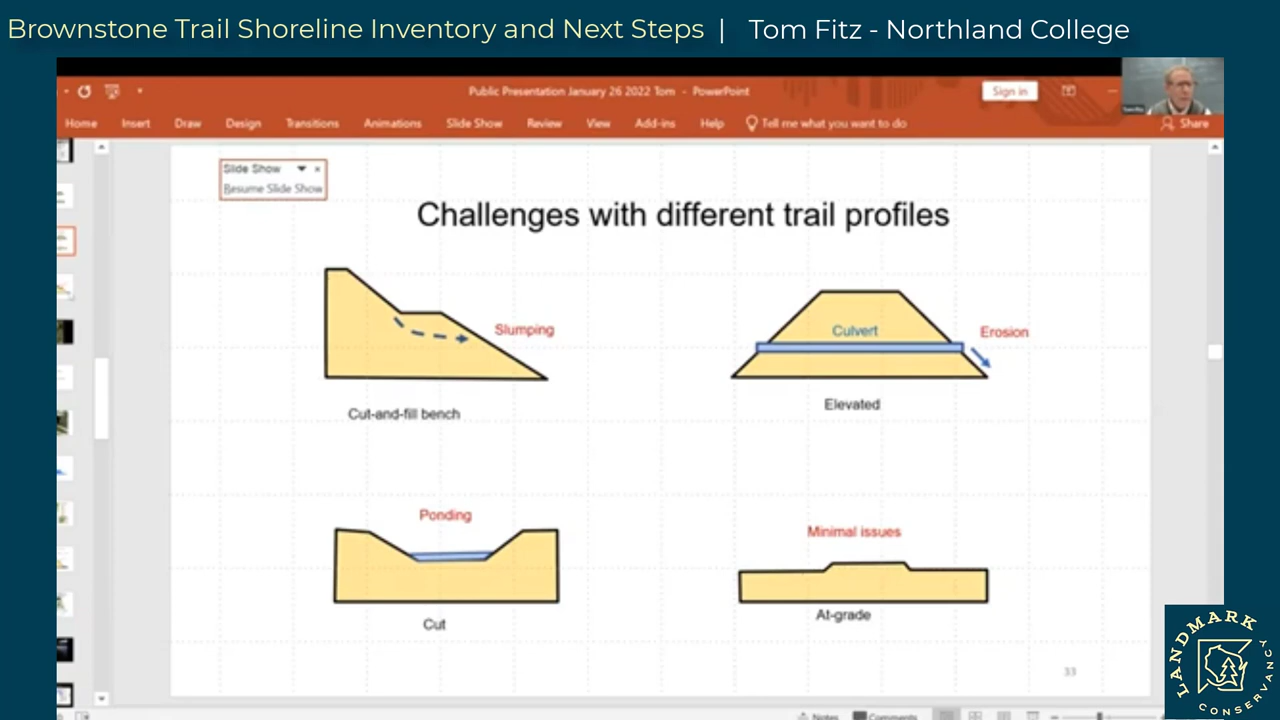 Brownstone Trail Shoreline Inventory and Next Steps | Tom Fitz - Northland College
Public Presentation January 26 2022 Tom - PowerPoint
Sign in
Home Insert Draw Design Transitions Animations Slide Show Review View Add-ins Help Tell me what you want to do
Share
Slide Show
Resume Slide Show
Challenges with different trail profiles
Slumping
Culvert
Erosion
Cut-and-fill bench
Elevated
Ponding
Minimal issues
Cut
At-grade
33
Notes Comments
LANDMARK
CONSERVANCY